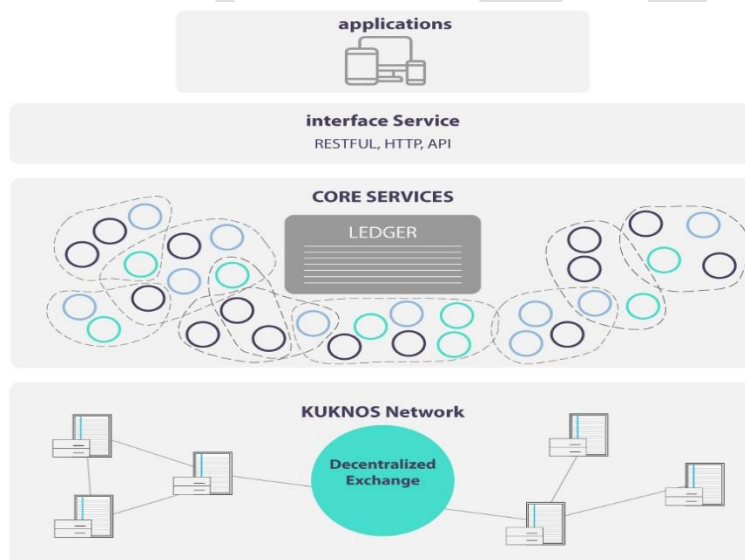 applications
interface Service
RESTFUL, HTTP, API
CORE SERVICES
LEDGER
KUKNOS Network
Decentralized
Exchange